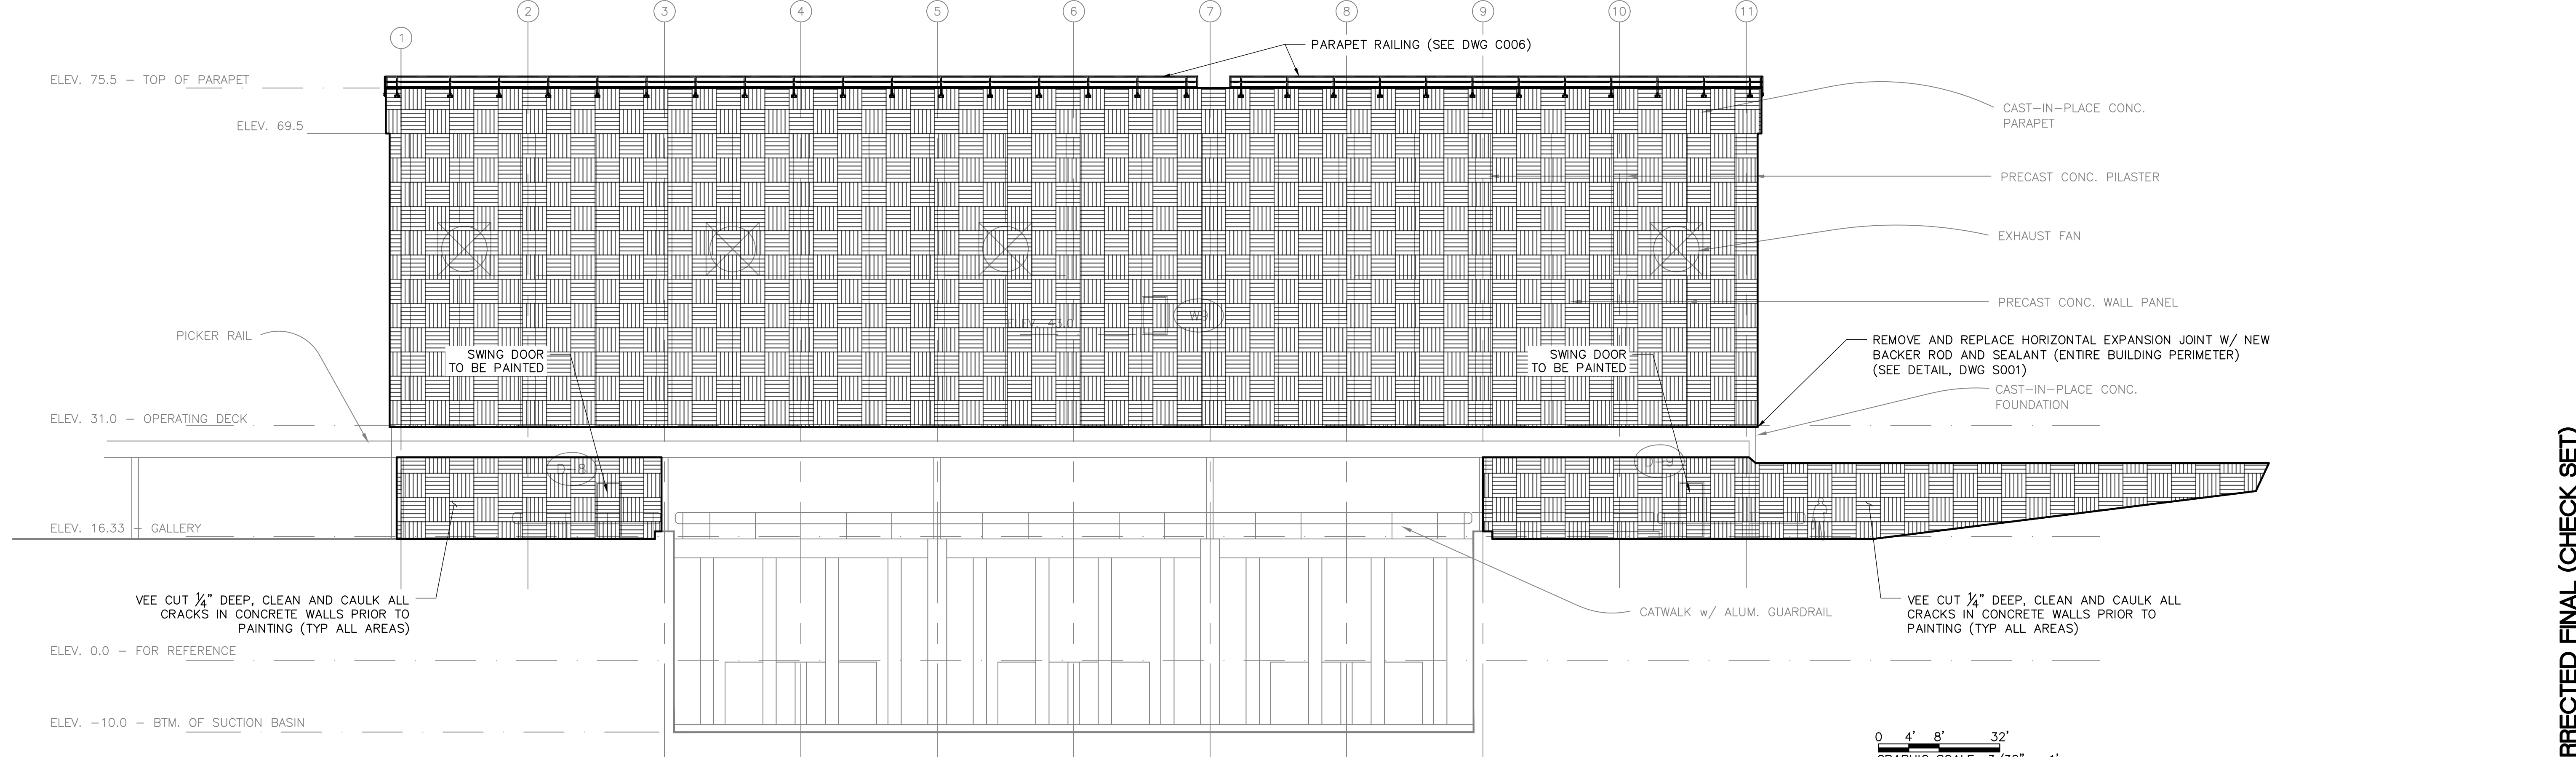 2
3
4
5
6
7
8
9
10
11
1
PARAPET RAILING (SEE DWG C006)
ELEV. 75.5 – TOP OF PARAPET
ELEV. 69.5
CAST–IN–PLACE CONC.
PARAPET
PRECAST CONC. PILASTER
EXHAUST FAN
PRECAST CONC. WALL PANEL
W9
ELEV. 43.0
PICKER RAIL
SWING DOOR
TO BE PAINTED
SWING DOOR
TO BE PAINTED
REMOVE AND REPLACE HORIZONTAL EXPANSION JOINT W/ NEW
BACKER ROD AND SEALANT (ENTIRE BUILDING PERIMETER)
(SEE DETAIL, DWG S001)
CAST–IN–PLACE CONC.
FOUNDATION
ELEV. 31.0 – OPERATING DECK
D–8
D–9
ELEV. 16.33 – GALLERY
VEE CUT 1/4" DEEP, CLEAN AND CAULK ALL
CRACKS IN CONCRETE WALLS PRIOR TO
PAINTING (TYP ALL AREAS)
CATWALK w/ ALUM. GUARDRAIL
VEE CUT 1/4" DEEP, CLEAN AND CAULK ALL
CRACKS IN CONCRETE WALLS PRIOR TO
PAINTING (TYP ALL AREAS)
ELEV. 0.0 – FOR REFERENCE
ELEV. –10.0 – BTM. OF SUCTION BASIN
0 4' 8' 32'
RRECTED FINAL (CHECK SET)